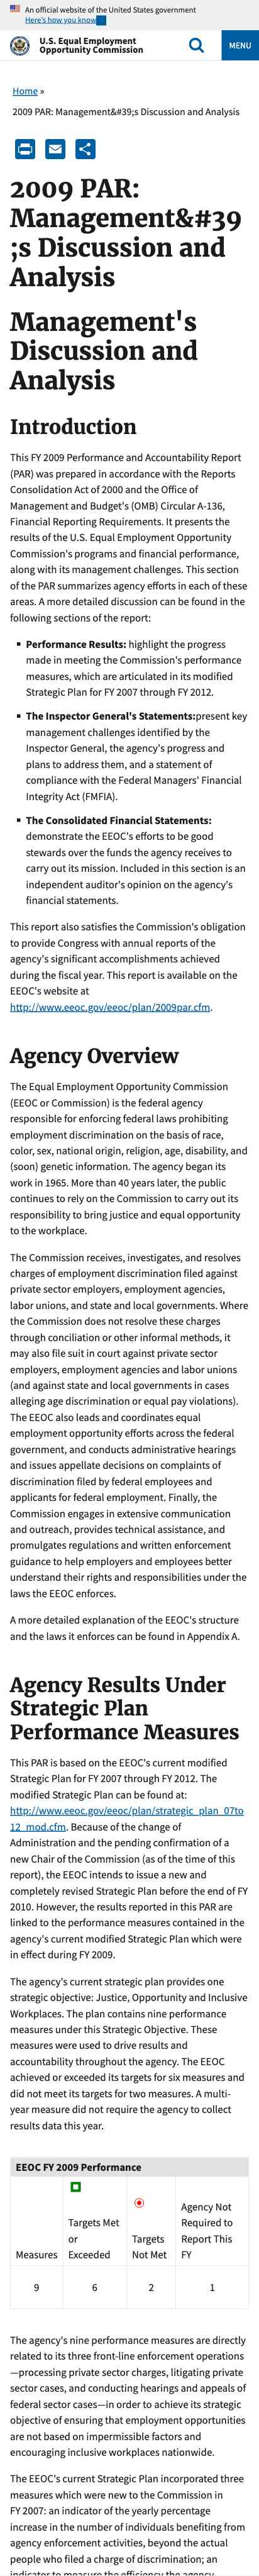 An official website of the United States government
Here's how you know
U.S. Equal Employment
Opportunity Commission
MENU
Home »
2009 PAR: Management&#39;s Discussion and Analysis
2009 PAR:
Management&#39
;s Discussion and
Analysis
Management's
Discussion and
Analysis
Introduction
This FY 2009 Performance and Accountability Report
(PAR) was prepared in accordance with the Reports
Consolidation Act of 2000 and the Office of
Management and Budget's (OMB) Circular A-136,
Financial Reporting Requirements. It presents the
results of the U.S. Equal Employment Opportunity
Commission's programs and financial performance,
along with its management challenges. This section
of the PAR summarizes agency efforts in each of these
areas. A more detailed discussion can be found in the
following sections of the report:
Performance Results: highlight the progress
made in meeting the Commission's performance
measures, which are articulated in its modified
Strategic Plan for FY 2007 through FY 2012.
The Inspector General's Statements:present key
management challenges identified by the
Inspector General, the agency's progress and
plans to address them, and a statement of
compliance with the Federal Managers' Financial
Integrity Act (FMFIA).
The Consolidated Financial Statements:
demonstrate the EEOC's efforts to be good
stewards over the funds the agency receives to
carry out its mission. Included in this section is an
independent auditor's opinion on the agency's
financial statements.
This report also satisfies the Commission's obligation
to provide Congress with annual reports of the
agency's significant accomplishments achieved
during the fiscal year. This report is available on the
EEOC's website at
http://www.eeoc.gov/eeoc/plan/2009par.cfm.
Agency Overview
The Equal Employment Opportunity Commission
(EEOC or Commission) is the federal agency
responsible for enforcing federal laws prohibiting
employment discrimination on the basis of race,
color, sex, national origin, religion, age, disability, and
(soon) genetic information. The agency began its
work in 1965. More than 40 years later, the public
continues to rely on the Commission to carry out its
responsibility to bring justice and equal opportunity
to the workplace.
The Commission receives, investigates, and resolves
charges of employment discrimination filed against
private sector employers, employment agencies,
labor unions, and state and local governments. Where
the Commission does not resolve these charges
through conciliation or other informal methods, it
may also file suit in court against private sector
employers, employment agencies and labor unions
(and against state and local governments in cases
alleging age discrimination or equal pay violations).
The EEOC also leads and coordinates equal
employment opportunity efforts across the federal
government, and conducts administrative hearings
and issues appellate decisions on complaints of
discrimination filed by federal employees and
applicants for federal employment. Finally, the
Commission engages in extensive communication
and outreach, provides technical assistance, and
promulgates regulations and written enforcement
guidance to help employers and employees better
understand their rights and responsibilities under the
laws the EEOC enforces.
A more detailed explanation of the EEOC's structure
and the laws it enforces can be found in Appendix A.
Agency Results Under
Strategic Plan
Performance Measures
This PAR is based on the EEOC's current modified
Strategic Plan for FY 2007 through FY 2012. The
modified Strategic Plan can be found at:
http://www.eeoc.gov/eeoc/plan/strategic_plan_07to
12_mod.cfm. Because of the change of
Administration and the pending confirmation of a
new Chair of the Commission (as of the time of this
report), the EEOC intends to issue a new and
completely revised Strategic Plan before the end of FY
2010. However, the results reported in this PAR are
linked to the performance measures contained in the
agency's current modified Strategic Plan which were
in effect during FY 2009.
The agency's current strategic plan provides one
strategic objective: Justice, Opportunity and Inclusive
Workplaces. The plan contains nine performance
measures under this Strategic Objective. These
measures were used to drive results and
accountability throughout the agency. The EEOC
achieved or exceeded its targets for six measures and
did not meet its targets for two measures. A multi-
year measure did not require the agency to collect
results data this year.
EEOC FY 2009 Performance
Measures
Targets Met
or
Exceeded
Targets
Not Met
Agency Not
Required to
Report This
FY
9 6 2 1
The agency's nine performance measures are directly
related to its three front-line enforcement operations
—processing private sector charges, litigating private
sector cases, and conducting hearings and appeals of
federal sector cases—in order to achieve its strategic
objective of ensuring that employment opportunities
are not based on impermissible factors and
encouraging inclusive workplaces nationwide.
The EEOC's current Strategic Plan incorporated three
measures which were new to the Commission in
FY 2007: an indicator of the yearly percentage
increase in the number of individuals benefiting from
agency enforcement activities, beyond the actual
people who filed a charge of discrimination; an
indicator to measure the efficiency the agency